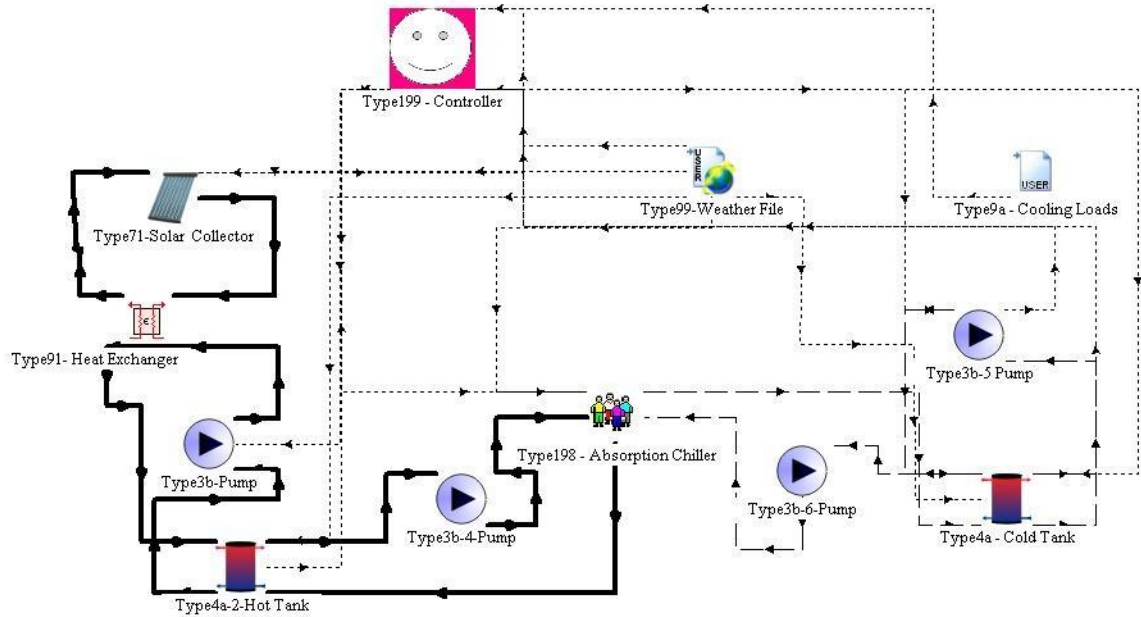 Type199 - Controller
USER
Type99-Weather File
USER
Type9a - Cooling Loads
Type71-Solar Collector
ε
Type91- Heat Exchanger
Type3b-5 Pump
Type3b-Pump
Type198 - Absorption Chiller
Type3b-4-Pump
Type3b-6-Pump
Type4a - Cold Tank
Type4a-2-Hot Tank